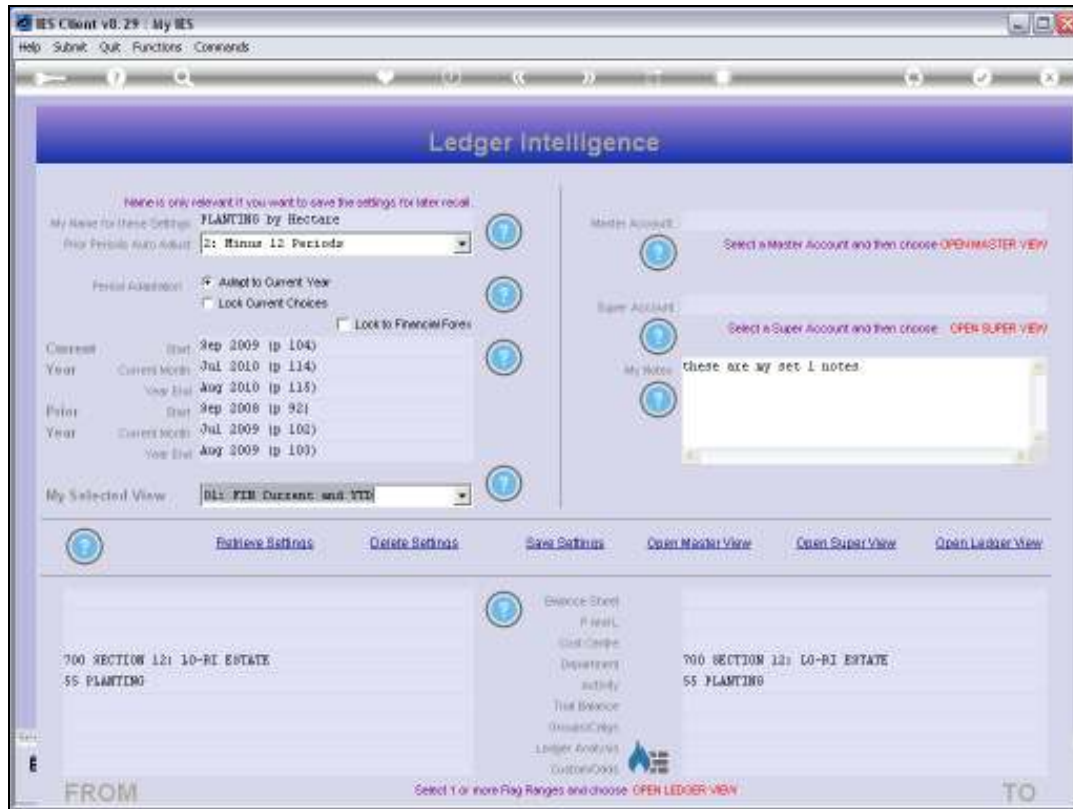 IES Client v0.29 : My IES
Help Submit Quit Functions Commands
Ledger Intelligence
Name is only relevant if you want to save the settings for later recall.
My Name for these Settings PLANTING by Hectare
Prior Periods Auto Adjust 2: Minus 12 Periods
Period Adaptation Adapt to Current Year
Lock Current Choices
Lock to Financial Forex
Current Start Sep 2009 (p 104)
Year Current Month Jul 2010 (p 114)
Year End Aug 2010 (p 115)
Prior Start Sep 2008 (p 92)
Year Current Month Jul 2009 (p 102)
Year End Aug 2009 (p 103)
My Selected View 01: FIN Current and YTD
Master Account
Select a Master Account and then choose OPEN MASTER VIEW
Super Account
Select a Super Account and then choose OPEN SUPER VIEW
My Notes these are my set 1 notes
Retrieve Settings Delete Settings Save Settings Open Master View Open Super View Open Ledger View
Balance Sheet
P and L
Cost Centre
700 SECTION 12: LO-RI ESTATE Department 700 SECTION 12: LO-RI ESTATE
55 PLANTING Activity 55 PLANTING
Trial Balance
Ledger Analysis
FROM Select 1 or more Flag Ranges and choose OPEN LEDGER VIEW TO